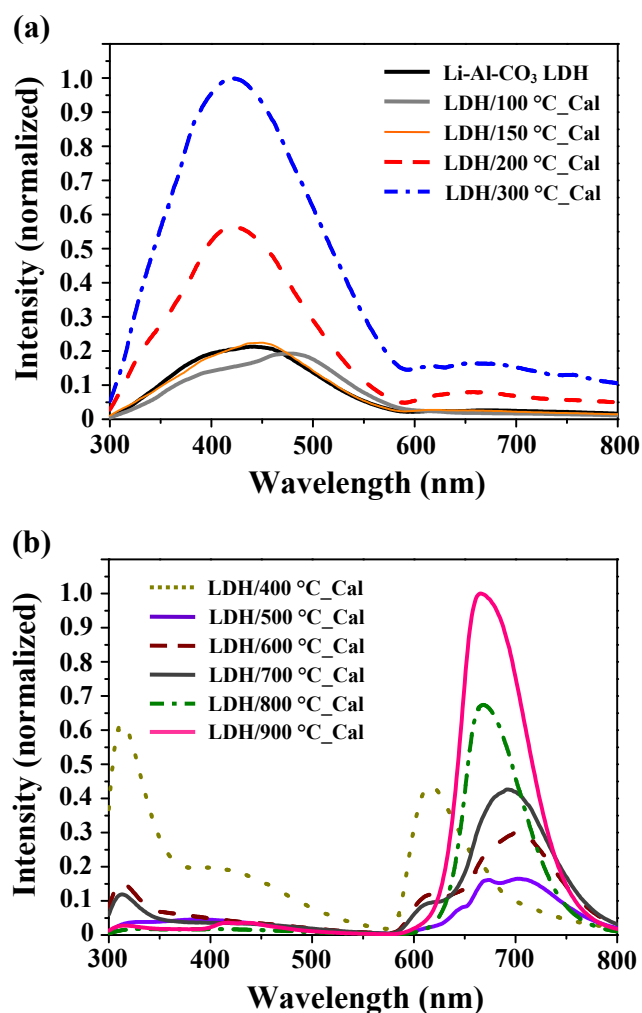 (a)
Intensity (normalized)
1.0
0.9
0.8
0.7
0.6
0.5
0.4
0.3
0.2
0.1
0
Li-Al-CO₃ LDH
LDH/100 °C_Cal
LDH/150 °C_Cal
LDH/200 °C_Cal
LDH/300 °C_Cal
300 400 500 600 700 800
Wavelength (nm)
(b)
Intensity (normalized)
1.0
0.9
0.8
0.7
0.6
0.5
0.4
0.3
0.2
0.1
0
LDH/400 °C_Cal
LDH/500 °C_Cal
LDH/600 °C_Cal
LDH/700 °C_Cal
LDH/800 °C_Cal
LDH/900 °C_Cal
300 400 500 600 700 800
Wavelength (nm)